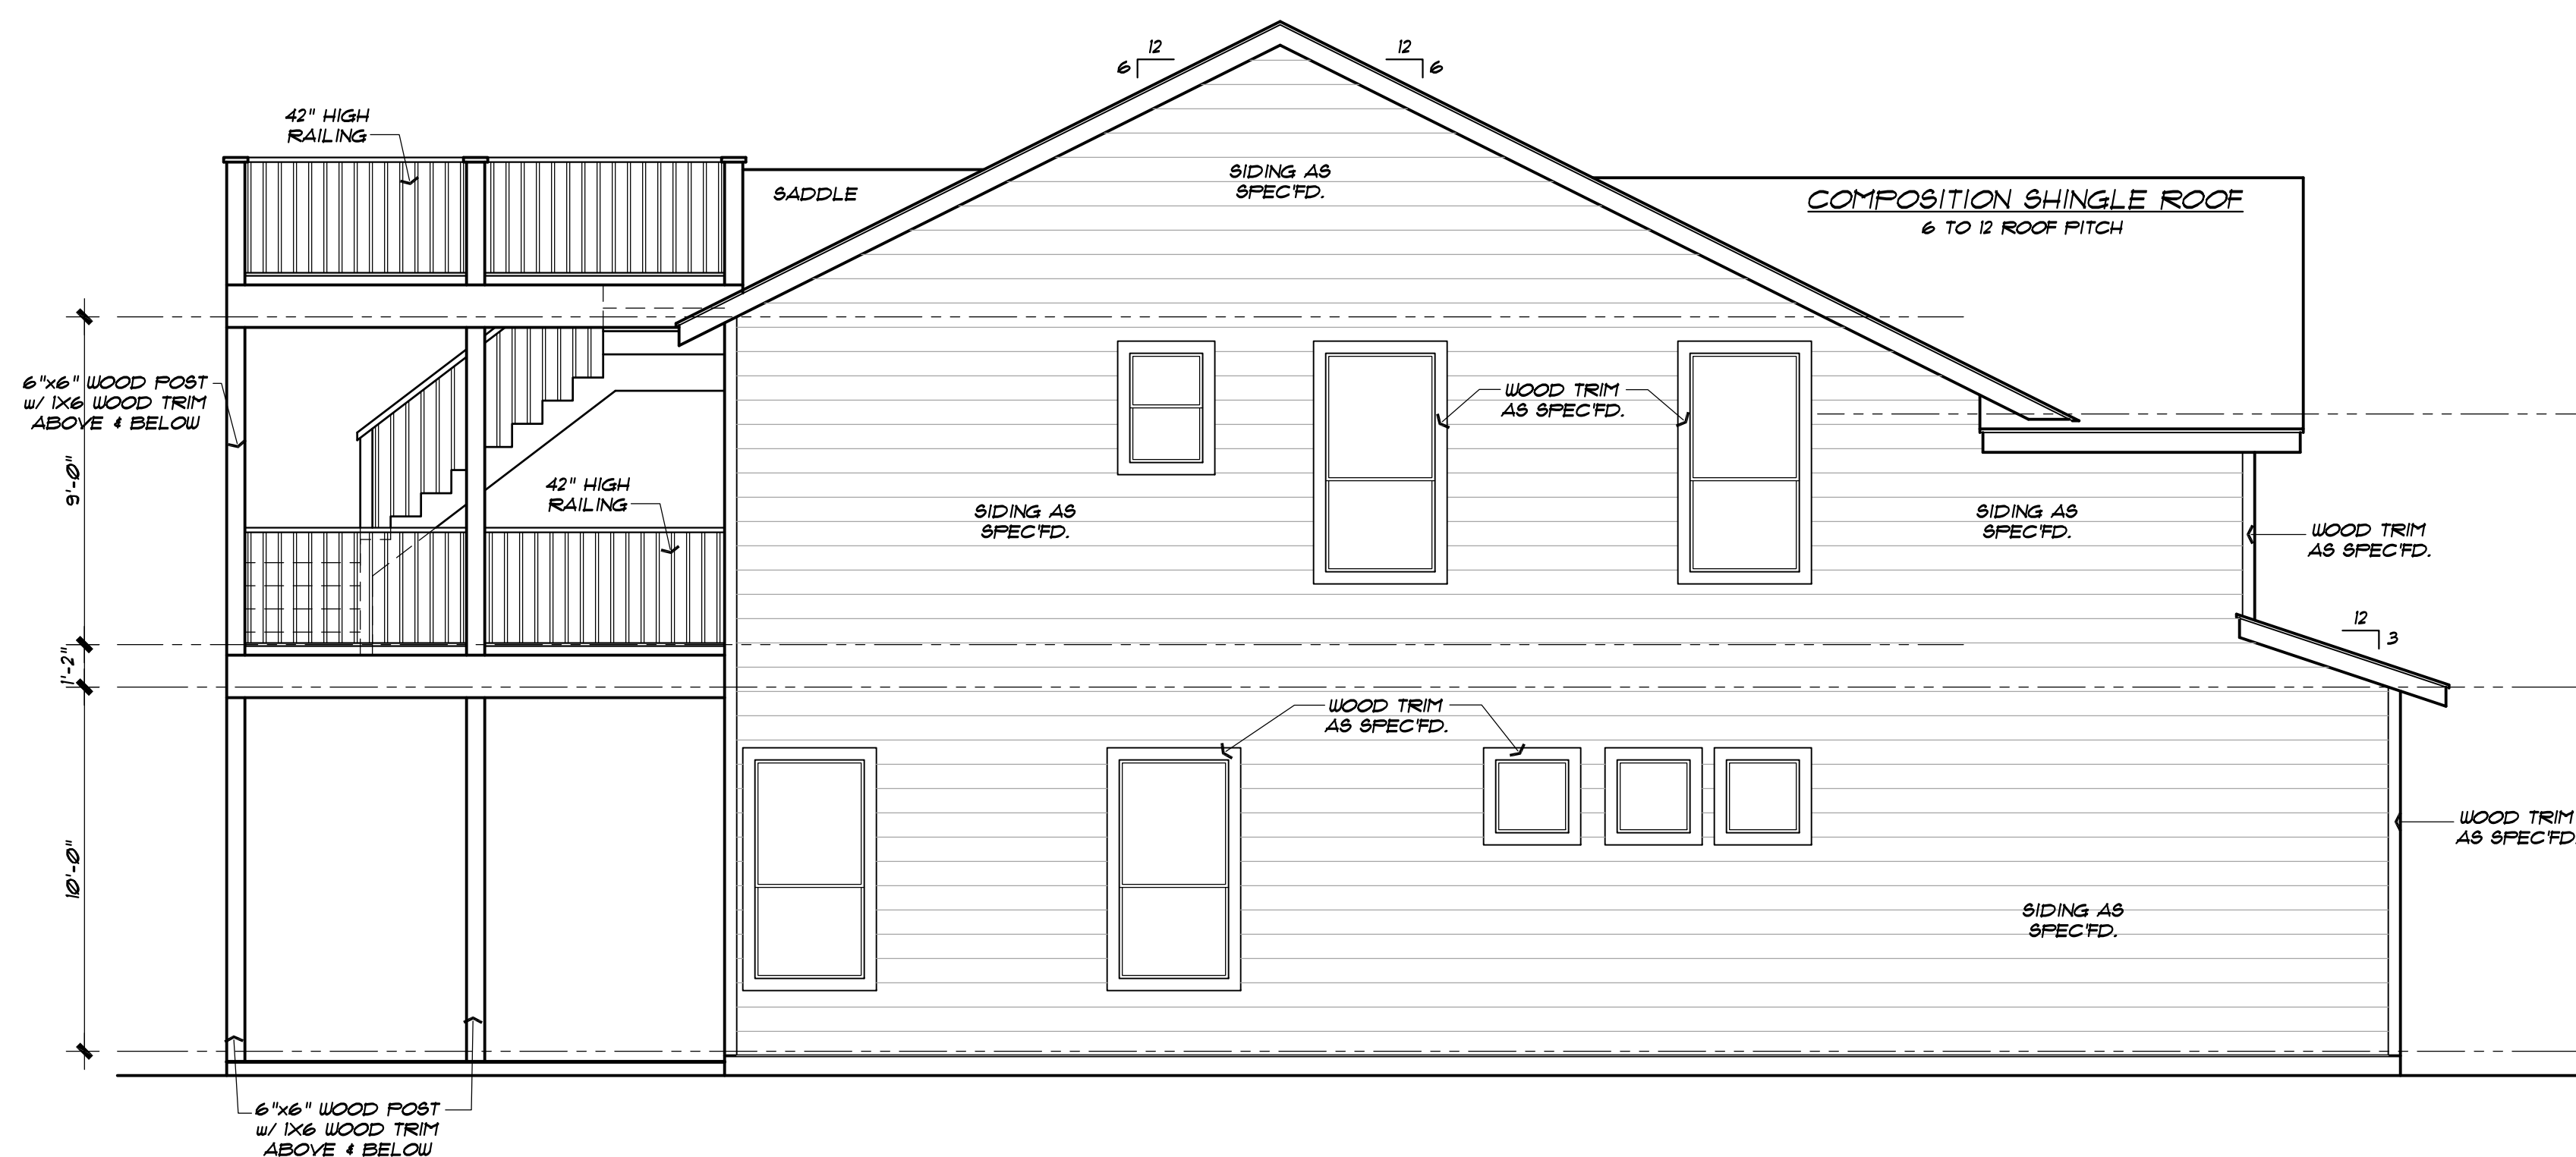 12
6
12
6
42" HIGH
RAILING
SADDLE
SIDING AS
SPEC'FD.
COMPOSITION SHINGLE ROOF
6 TO 12 ROOF PITCH
6"x6" WOOD POST
w/ 1X6 WOOD TRIM
ABOVE & BELOW
WOOD TRIM
AS SPEC'FD.
9'-0"
42" HIGH
RAILING
SIDING AS
SPEC'FD.
SIDING AS
SPEC'FD.
WOOD TRIM
AS SPEC'FD.
12
3
1'-2"
WOOD TRIM
AS SPEC'FD.
10'-0"
WOOD TRIM
AS SPEC'FD.
SIDING AS
SPEC'FD.
6"x6" WOOD POST
w/ 1X6 WOOD TRIM
ABOVE & BELOW